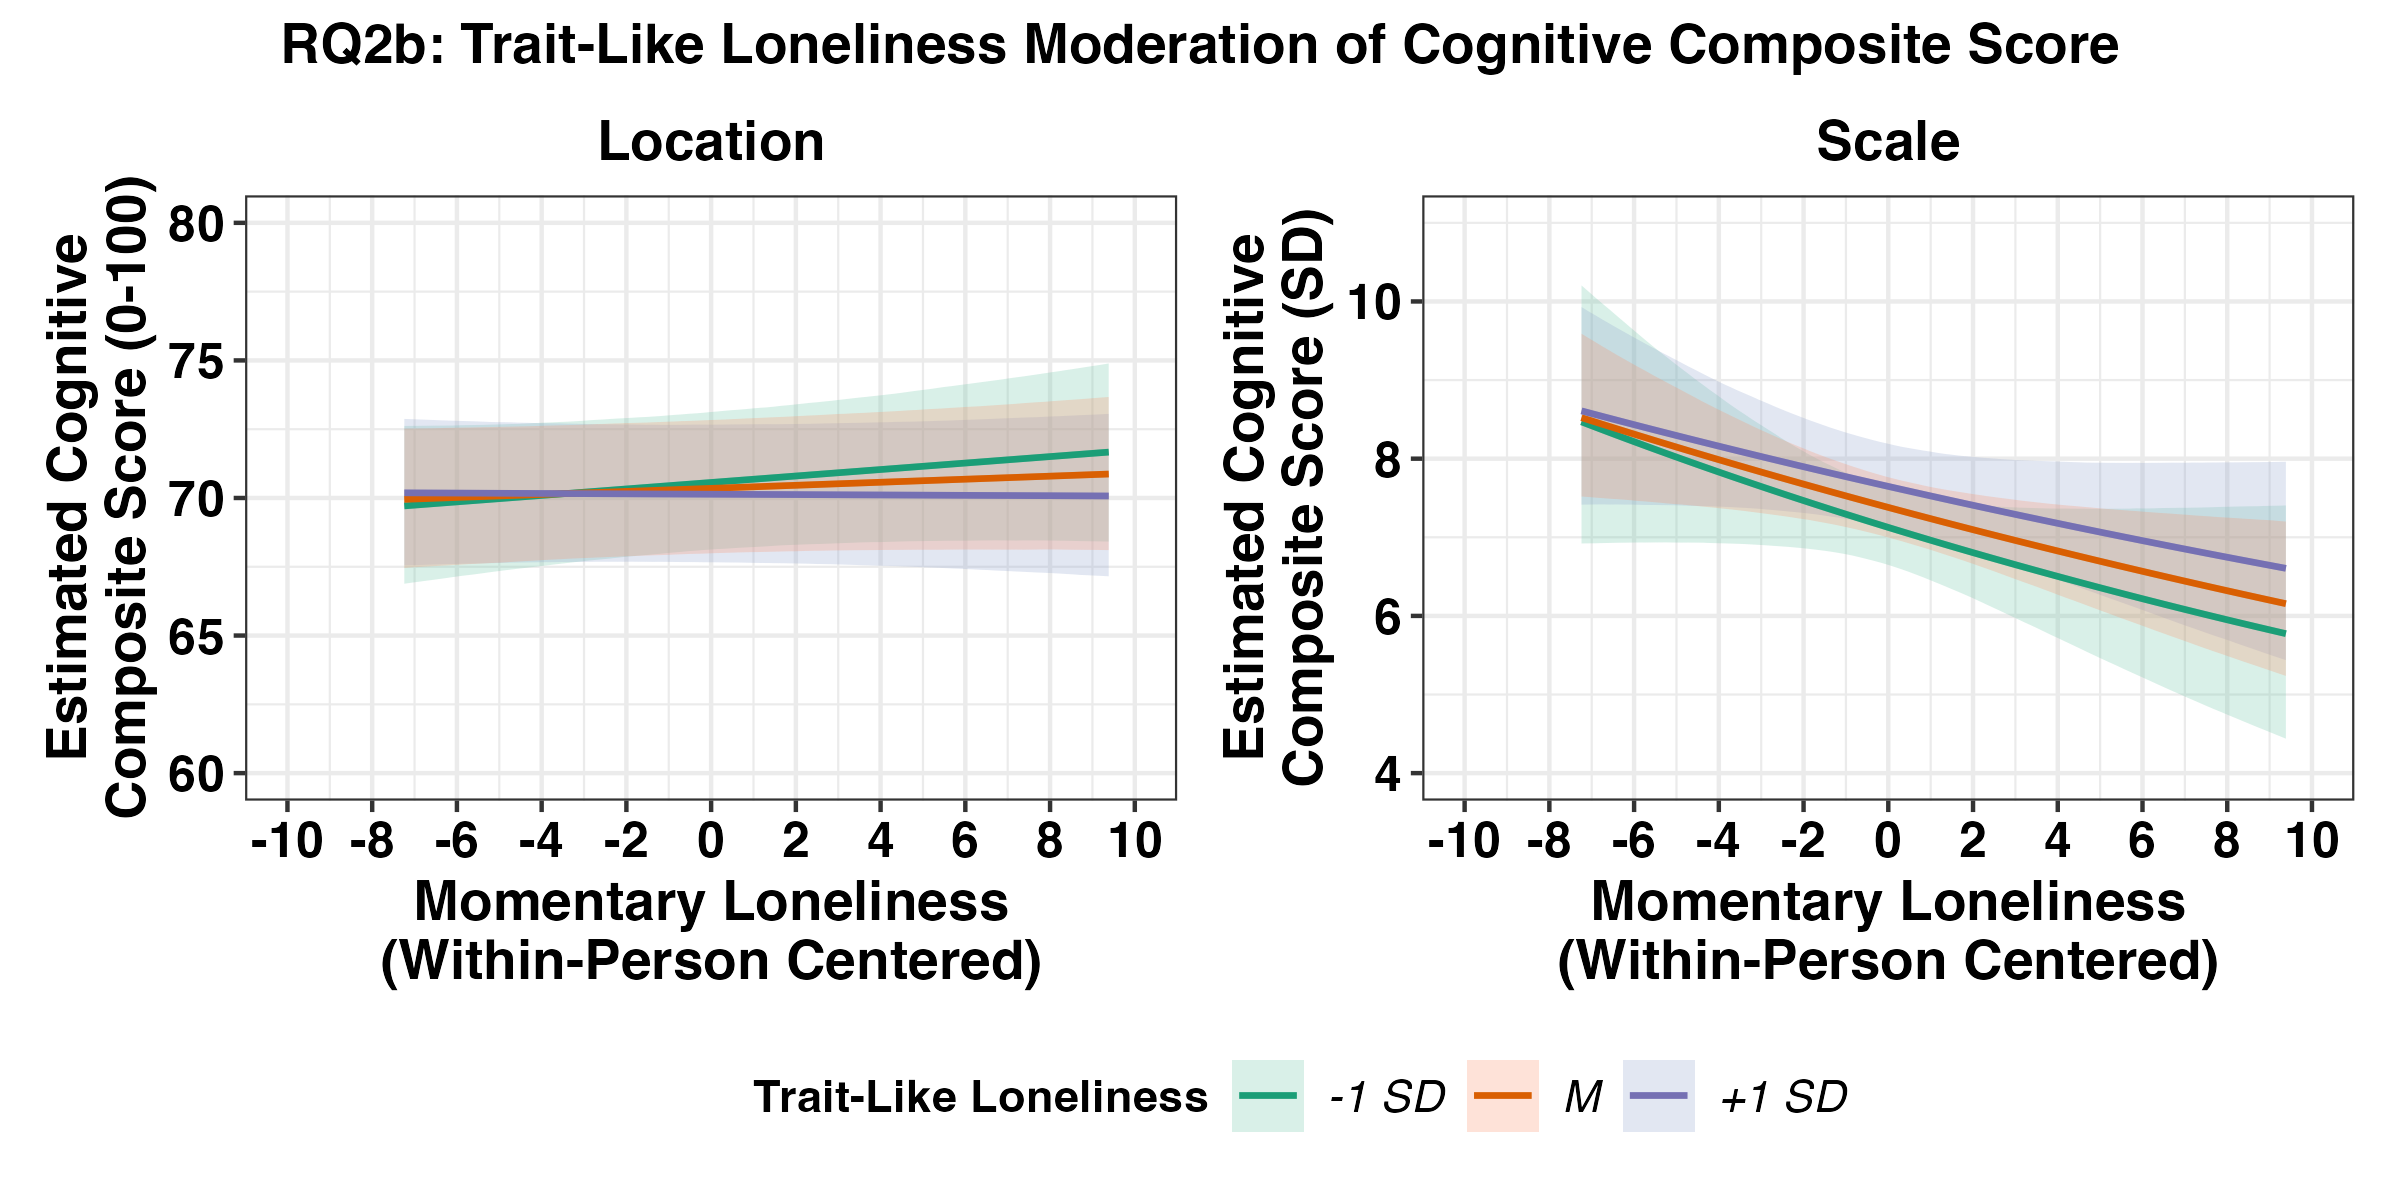 RQ2b: Trait-Like Loneliness Moderation of Cognitive Composite Score
Location
Estimated Cognitive
Composite Score (0-100)
80
75
70
65
60
-10 -8 -6 -4 -2 0 2 4 6 8 10
Momentary Loneliness
(Within-Person Centered)
Scale
Estimated Cognitive
Composite Score (SD)
10
8
6
4
-10 -8 -6 -4 -2 0 2 4 6 8 10
Momentary Loneliness
(Within-Person Centered)
Trait-Like Loneliness -1 SD M +1 SD